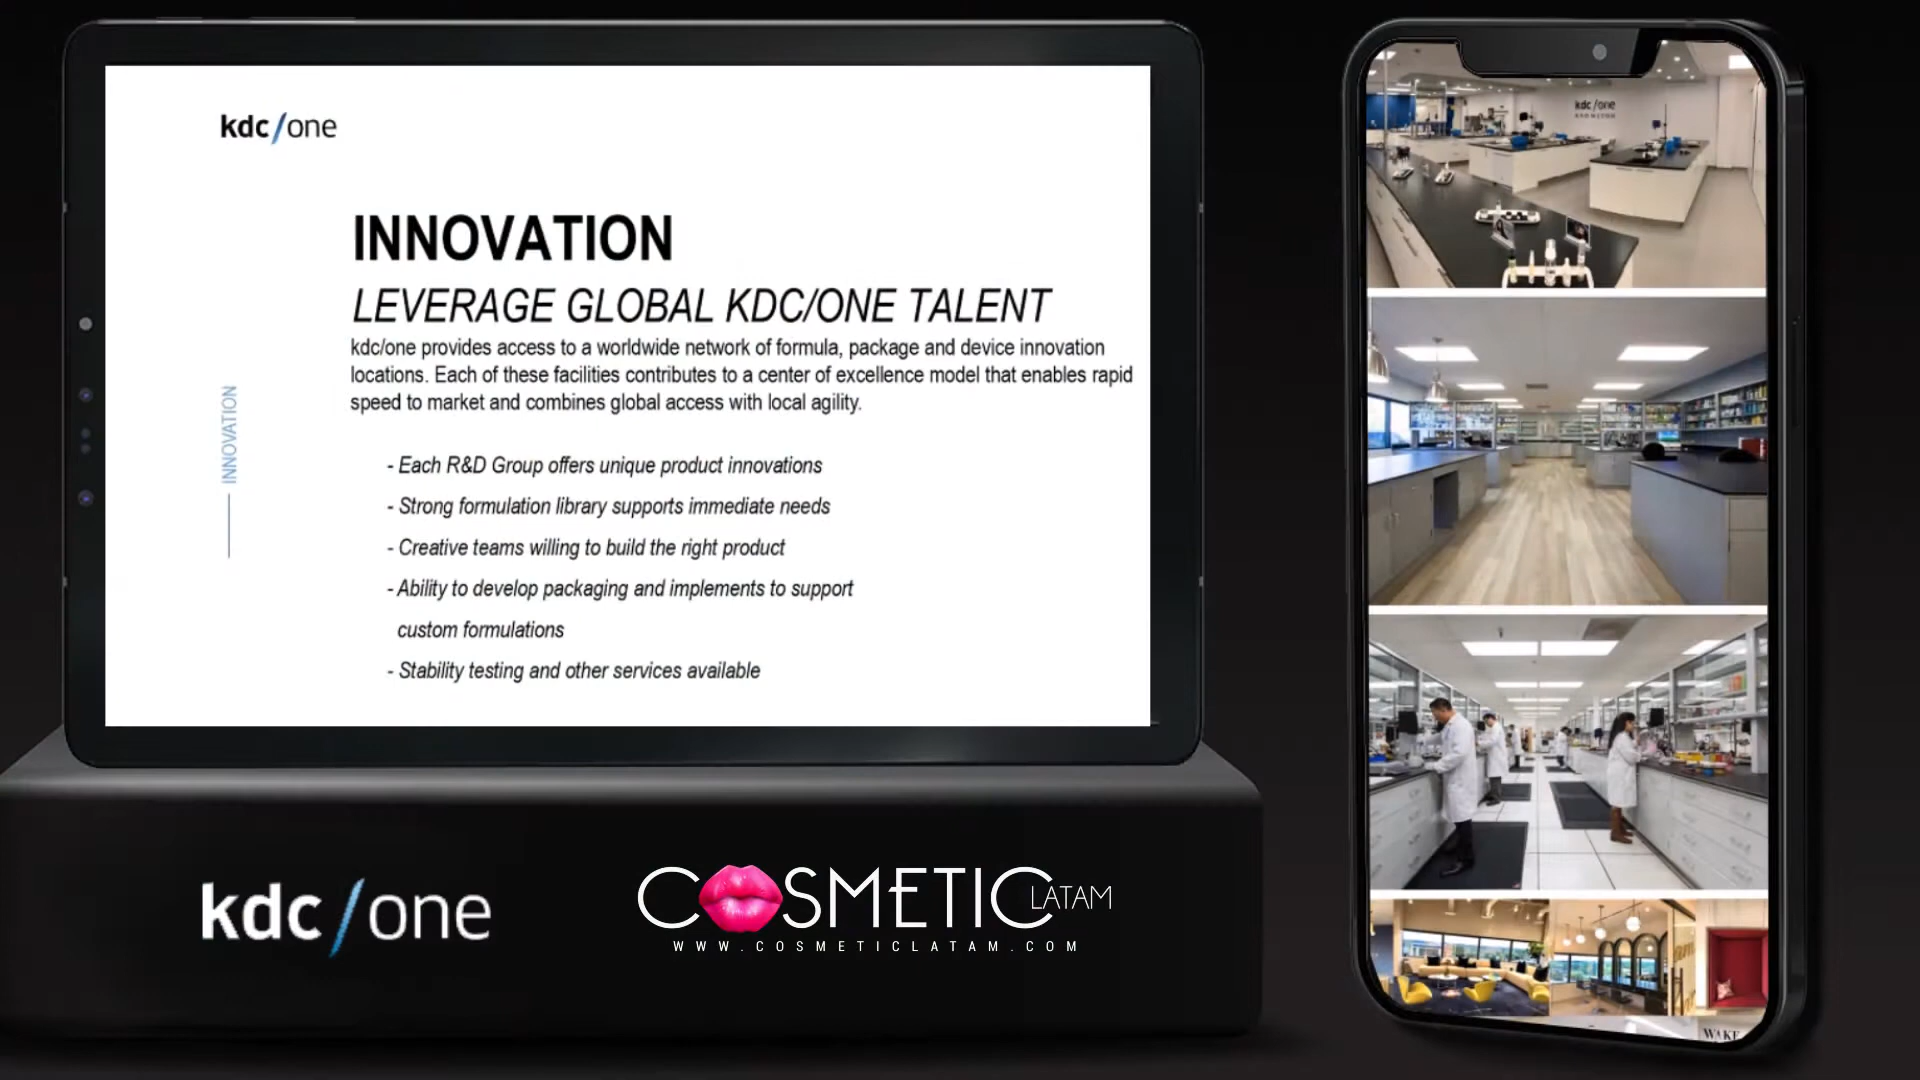 kdc/one
INNOVATION
LEVERAGE GLOBAL KDC/ONE TALENT
kdc/one provides access to a worldwide network of formula, package and device innovation
locations. Each of these facilities contributes to a center of excellence model that enables rapid
speed to market and combines global access with local agility.
INNOVATION
- Each R&D Group offers unique product innovations
- Strong formulation library supports immediate needs
- Creative teams willing to build the right product
- Ability to develop packaging and implements to support
custom formulations
- Stability testing and other services available
kdc/one
COSMETIC LATAM
WWW.COSMETICLATAM.COM
kdc/one
WAKE